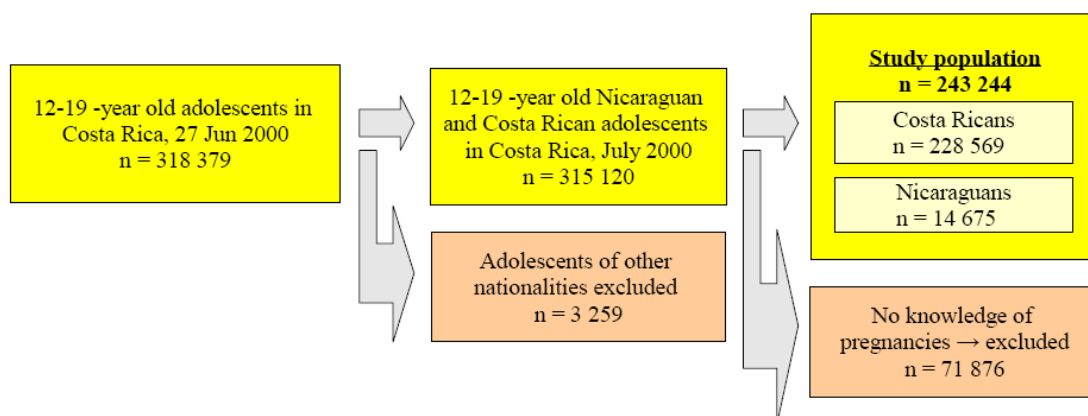 12-19 -year old adolescents in
Costa Rica, 27 Jun 2000
n = 318 379
12-19 -year old Nicaraguan
and Costa Rican adolescents
in Costa Rica, July 2000
n = 315 120
Adolescents of other
nationalities excluded
n = 3 259
Study population
n = 243 244
Costa Ricans
n = 228 569
Nicaraguans
n = 14 675
No knowledge of
pregnancies → excluded
n = 71 876